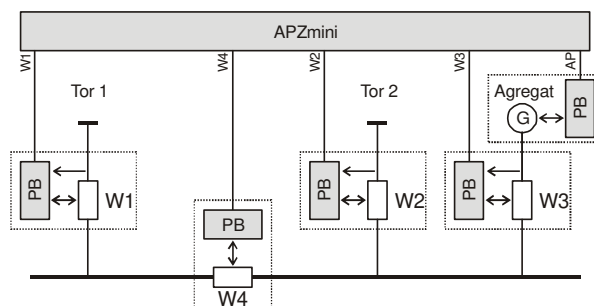 APZmini
W1
W4
W2
W3
AP
Tor 1
Tor 2
Agregat
G
PB
PB
W1
PB
W4
PB
W2
PB
W3